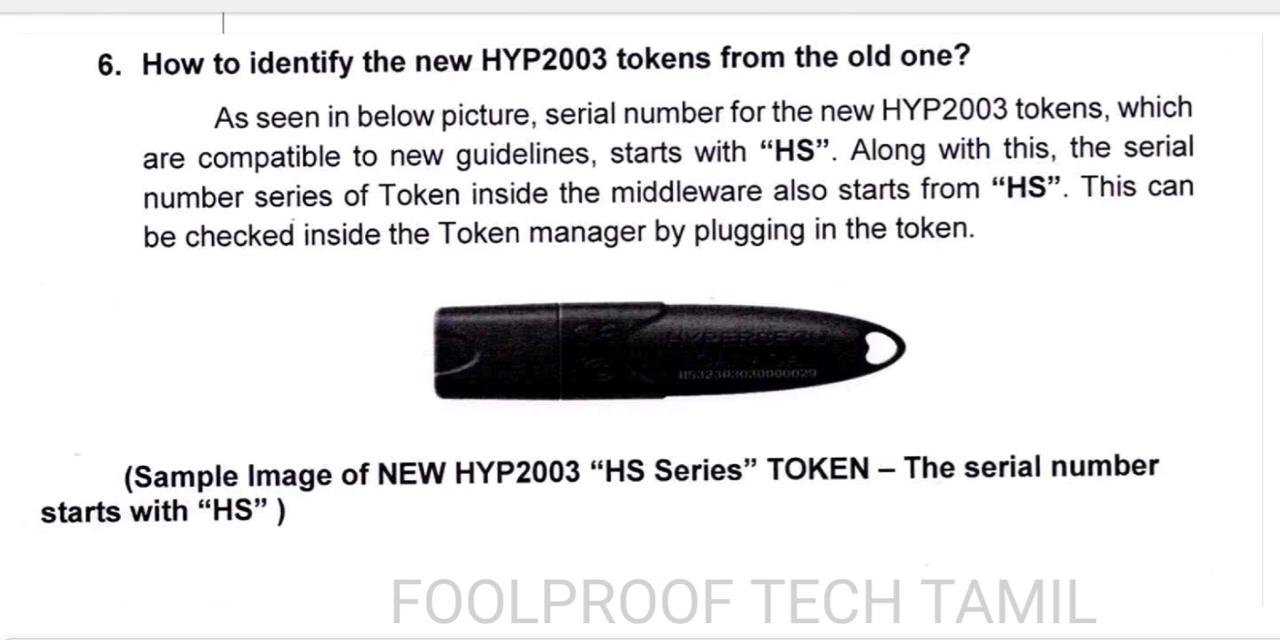 6. How to identify the new HYP2003 tokens from the old one?
As seen in below picture, serial number for the new HYP2003 tokens, which
are compatible to new guidelines, starts with “HS”. Along with this, the serial
number series of Token inside the middleware also starts from “HS”. This can
be checked inside the Token manager by plugging in the token.
HYPERSECU
(Sample Image of NEW HYP2003 “HS Series” TOKEN – The serial number
starts with “HS” )
FOOLPROOF TECH TAMIL